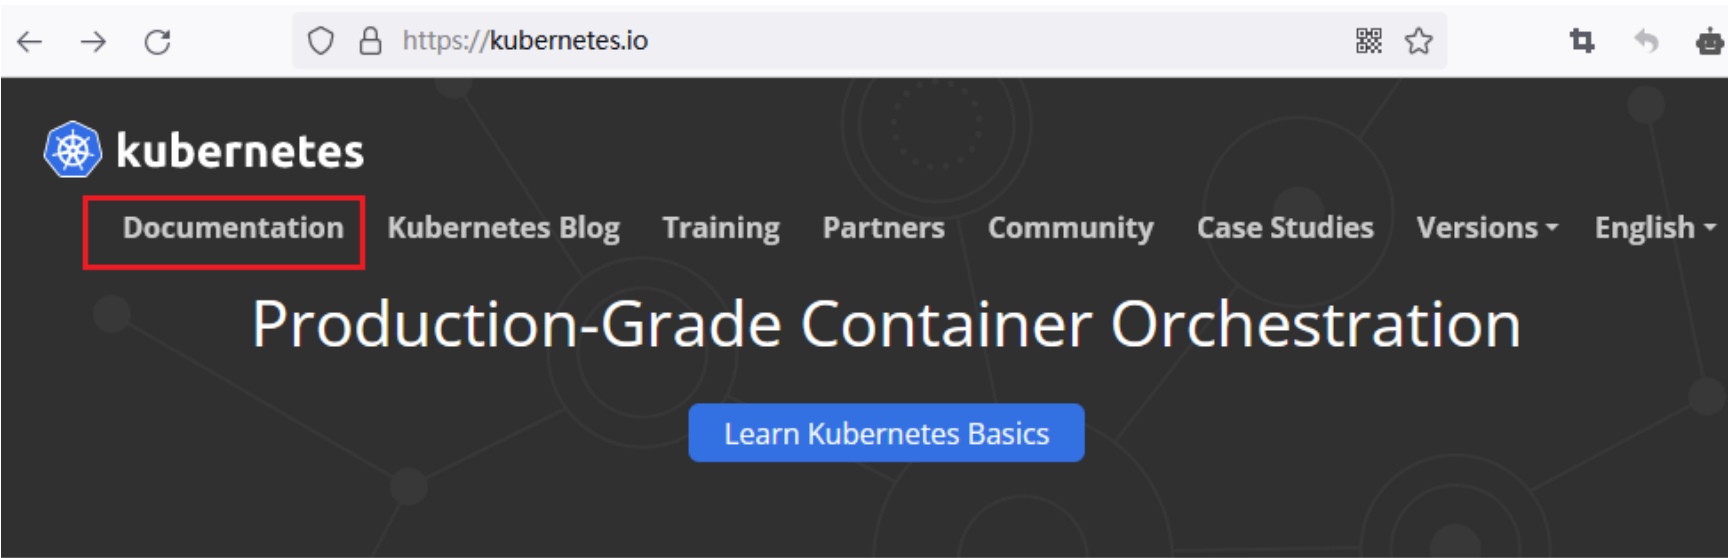 https://kubernetes.io
kubernetes
Documentation Kubernetes Blog Training Partners Community Case Studies Versions English
Production-Grade Container Orchestration
Learn Kubernetes Basics